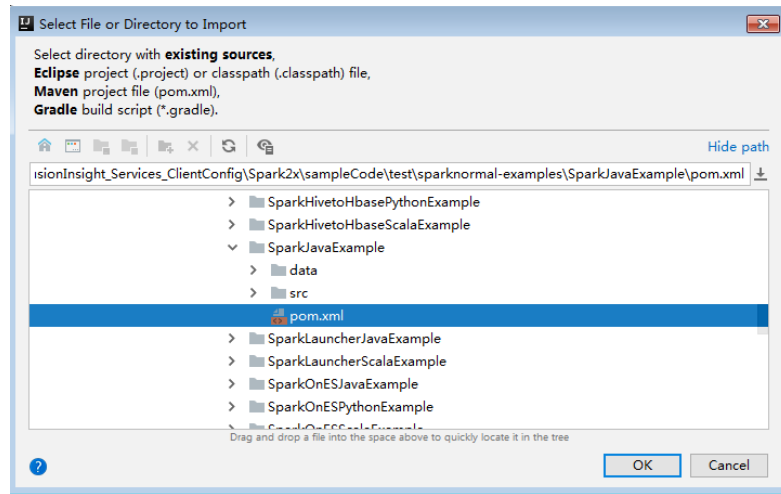 Select File or Directory to Import
Select directory with existing sources,
Eclipse project (.project) or classpath (.classpath) file,
Maven project file (pom.xml),
Gradle build script (*.gradle).
Hide path
ısionInsight_Services_ClientConfig\Spark2x\sampleCode\test\sparknormal-examples\SparkJavaExample\pom.xml
SparkHivetoHbasePythonExample
SparkHivetoHbaseScalaExample
SparkJavaExample
data
src
pom.xml
SparkLauncherJavaExample
SparkLauncherScalaExample
SparkOnESJavaExample
SparkOnESPythonExample
SparkOnESScalaExample
Drag and drop a file into the space above to quickly locate it in the tree
?
OK Cancel